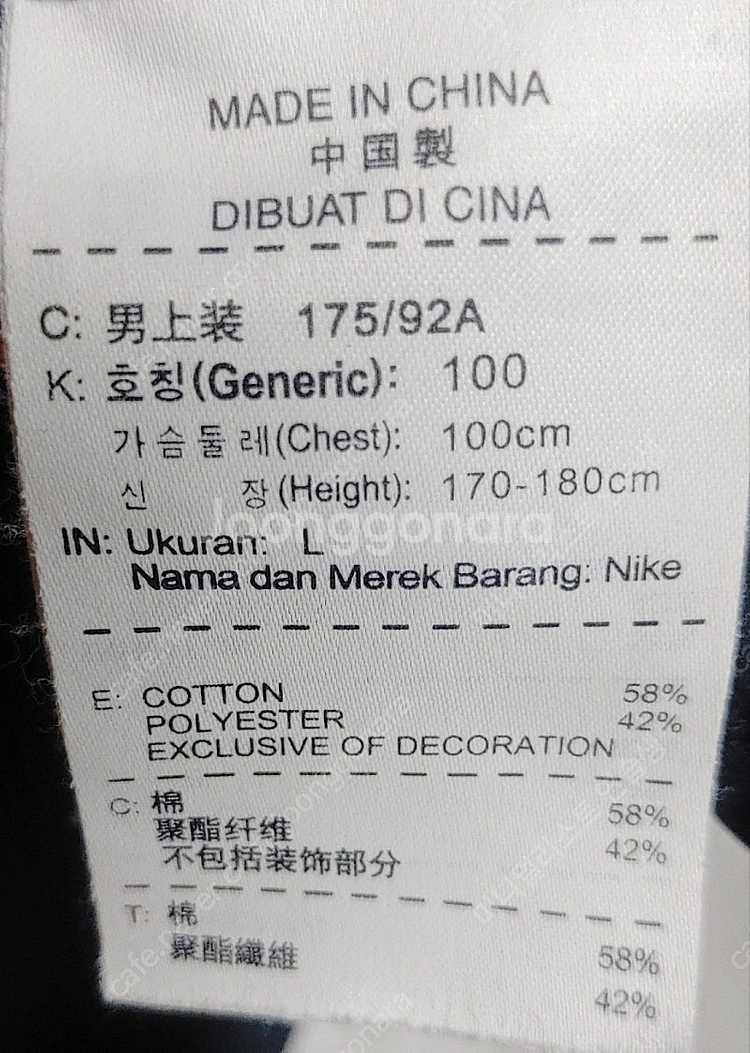 MADE IN CHINA
中国製
DIBUAT DI CINA
C: 男上装 175/92A
K: 호칭(Generic): 100
가슴둘레(Chest): 100cm
신 장(Height): 170-180cm
joonggonara
IN: Ukuran: L
Nama dan Merek Barang: Nike
E: COTTON 58%
POLYESTER 42%
EXCLUSIVE OF DECORATION
C: 棉 58%
聚酯纤维 42%
不包括装饰部分
T: 棉 58%
聚酯纖維 42%